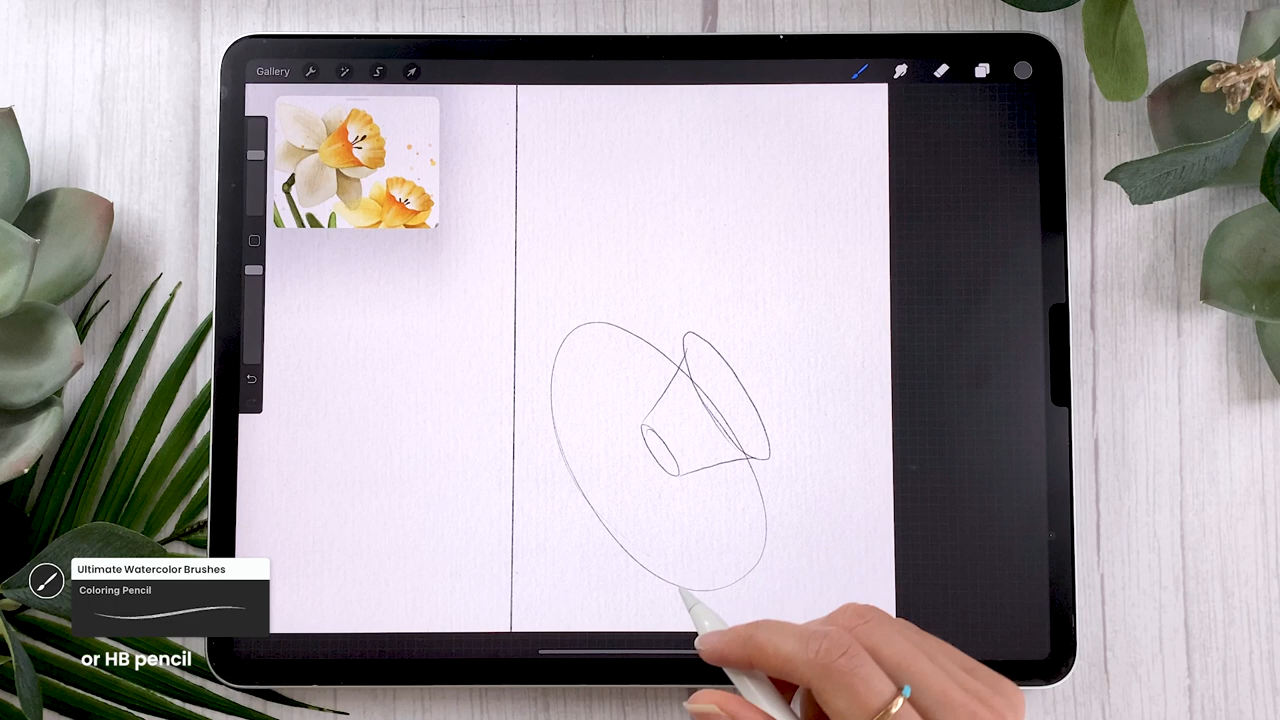 Gallery
Ultimate Watercolor Brushes
Coloring Pencil
or HB pencil